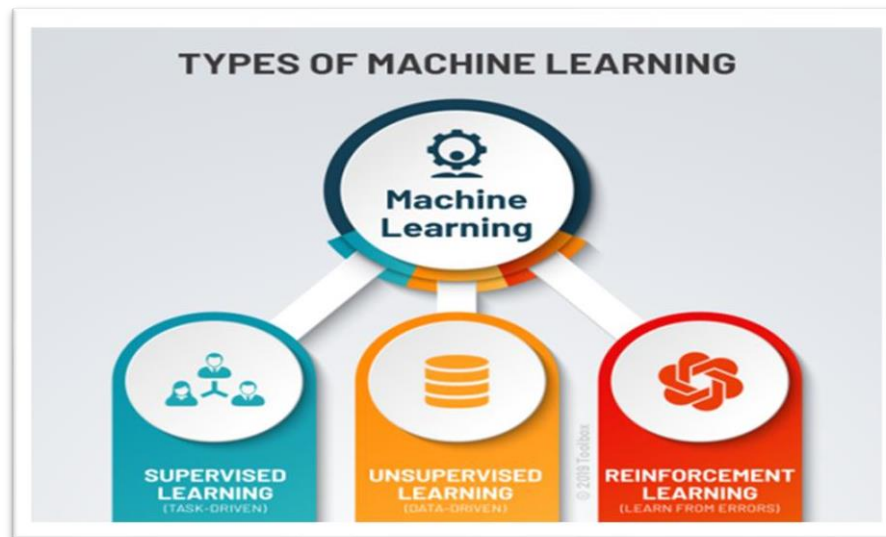 TYPES OF MACHINE LEARNING
Machine
Learning
SUPERVISED
LEARNING
(TASK-DRIVEN)
UNSUPERVISED
LEARNING
(DATA-DRIVEN)
REINFORCEMENT
LEARNING
(LEARN FROM ERRORS)
© 2019 Toolbox